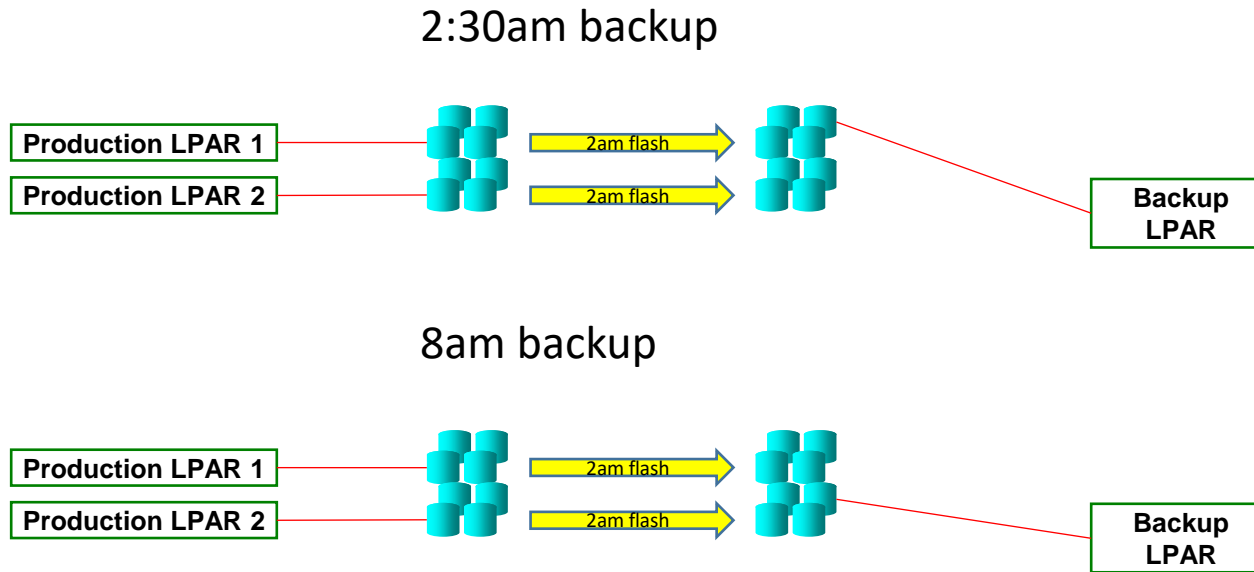 2:30am backup
Production LPAR 1
2am flash
Production LPAR 2
2am flash
Backup
LPAR
8am backup
Production LPAR 1
2am flash
Production LPAR 2
2am flash
Backup
LPAR